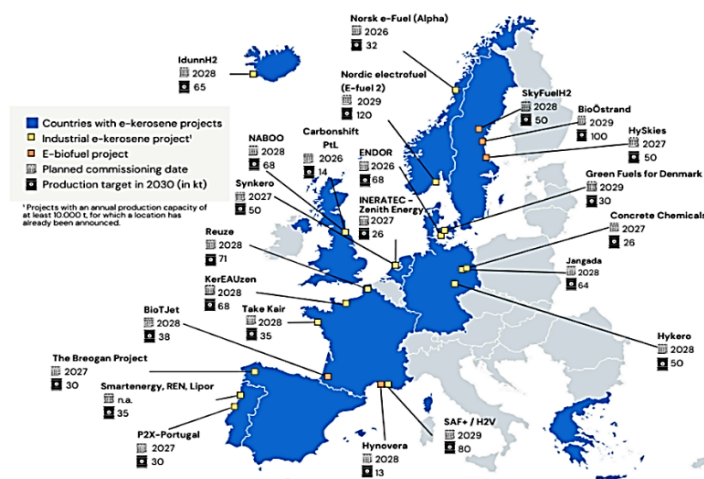 Norsk e-Fuel (Alpha)
2026
32
IdunnH2
2028
65
Nordic electrofuel
(E-fuel 2)
2029
120
SkyFuelH2
2028
50
BioÖstrand
2029
100
HySkies
2027
50
Countries with e-kerosene projects
Industrial e-kerosene project¹
E-biofuel project
Planned commissioning date
Production target in 2030 (in kt)
¹ Projects with an annual production capacity of
at least 10.000 t, for which a location has
already been announced.
NABOO
2028
68
Carbonshift
PtL
2026
14
ENDOR
2026
68
Green Fuels for Denmark
2029
30
Synkero
2027
50
INERATEC -
Zenith Energy
2027
26
Concrete Chemicals
2027
26
Reuze
2028
71
Jangada
2028
64
KerEAUzen
2028
68
Take Kair
2028
35
BioTJet
2028
38
Hykero
2028
50
The Breogan Project
2027
30
Smartenergy, REN, Lipor
n.a.
35
P2X-Portugal
2027
30
Hynovera
2028
13
SAF+ / H2V
2029
80